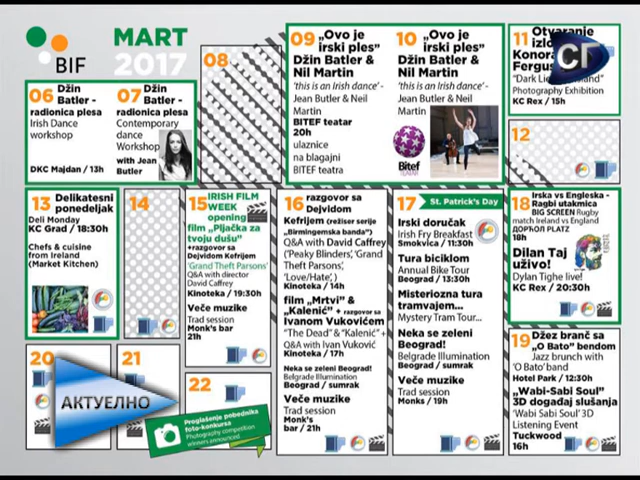 BIF
MART
2017
06 Džin
Batler -
radionica plesa
Irish Dance
workshop
DKC Majdan / 13h
07 Džin
Batler -
radionica plesa
Contemporary
dance
Workshop
with Jean
Butler
08
09 „Ovo je
irski ples”
Džin Batler &
Nil Martin
'this is an Irish dance' -
Jean Butler & Neil
Martin
BITEF teatar
20h
ulaznice
na blagajni
BITEF teatra
10 „Ovo je
irski ples”
Džin Batler &
Nil Martin
'this is an Irish dance' -
Jean Butler & Neil
Martin
Bitef
TEATAR
11 Otvaranje
Photography Exhibition
KC Rex / 15h
СГ
12
13 Delikatesni
ponedeljak
Deli Monday
KC Grad / 18:30h
Chefs & cuisine
from Ireland
(Market Kitchen)
14
15 IRISH FILM
WEEK
opening
film „Pljačka za
tvoju dušu”
+razgovor sa
Dejvidom Kefrijem
'Grand Theft Parsons'
Q&A with director
David Caffrey
Kinoteka / 19:30h
Veče muzike
Trad session
Monk's bar
21h
16 razgovor sa
Dejvidom
Kefrijem (režiser serije
„Birmingemska banda”)
Q&A with David Caffrey
('Peaky Blinders', 'Grand
Theft Parsons',
'Love/Hate', )
Kinoteka / 14h
film „Mrtvi” &
„Kalenić” + razgovor sa
Ivanom Vukovićem
“The Dead” & “Kalenić” +
Q&A with Ivan Vuković
Kinoteka / 17h
Neka se zeleni Beograd!
Belgrade Illumination
Beograd / sumrak
Veče muzike
Trad session
Monk's
bar / 21h
17 St. Patrick's Day
Irski doručak
Irish Fry Breakfast
Smokvica / 11:30h
Tura biciklom
Annual Bike Tour
Beograd / 13:30h
Misteriozna tura
tramvajem...
Mystery Tram Tour...
Neka se zeleni
Beograd!
Belgrade Illumination
Beograd / sumrak
Veče muzike
Trad session
Monks / 19h
18 Irska vs Engleska -
Ragbi utakmica
BIG SCREEN Rugby
match Ireland vs England
ДОРЋОЛ PLATZ
18h
Dilan Taj
uživo!
Dylan Tighe live!
KC Rex / 20:30h
19 Džez branč sa
„O Bato” bendom
Jazz brunch with
'O Bato' band
Hotel Park / 12:30h
„Wabi-Sabi Soul”
3D događaj slušanja
'Wabi Sabi Soul' 3D
Listening Event
Tuckwood
16h
20
21
22
АКТУЕЛНО
Proglašenje pobednika
foto-konkursa
Photography competition
winners announced